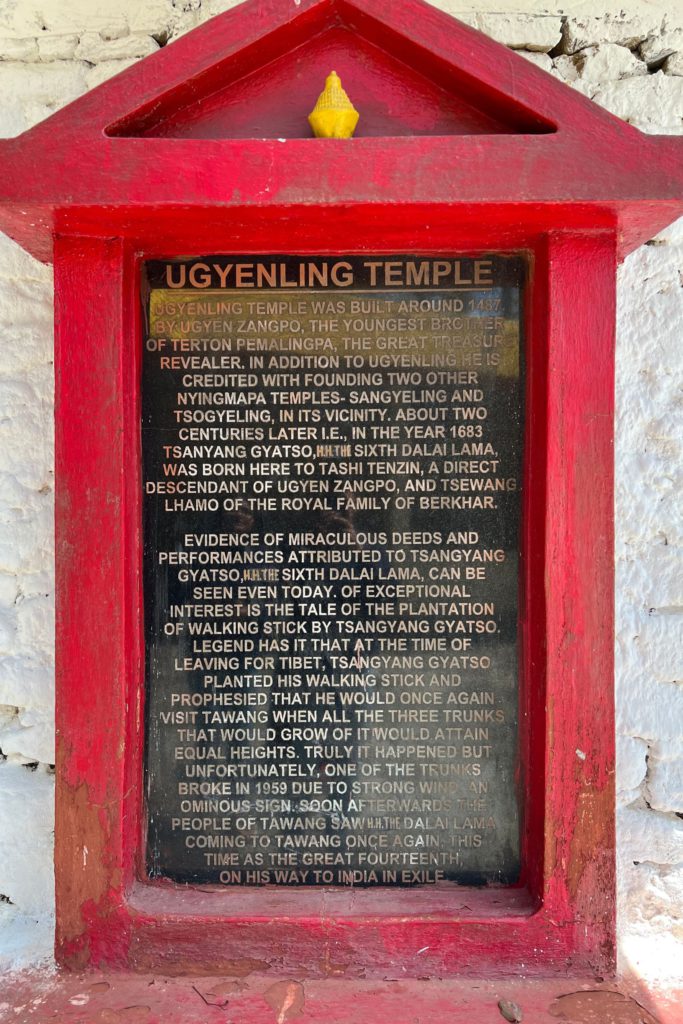 UGYENLING TEMPLE
UGYENLING TEMPLE WAS BUILT AROUND 1487
BY UGYEN ZANGPO, THE YOUNGEST BROTHER
OF TERTON PEMALINGPA, THE GREAT TREASUR
REVEALER. IN ADDITION TO UGYENLING HE IS
CREDITED WITH FOUNDING TWO OTHER
NYINGMAPA TEMPLES- SANGYELING AND
TSOGYELING, IN ITS VICINITY. ABOUT TWO
CENTURIES LATER I.E., IN THE YEAR 1683
TSANYANG GYATSO,H.H.THE SIXTH DALAI LAMA,
WAS BORN HERE TO TASHI TENZIN, A DIRECT
DESCENDANT OF UGYEN ZANGPO, AND TSEWANG
LHAMO OF THE ROYAL FAMILY OF BERKHAR.
EVIDENCE OF MIRACULOUS DEEDS AND
PERFORMANCES ATTRIBUTED TO TSANGYANG
GYATSO,H.H.THE SIXTH DALAI LAMA, CAN BE
SEEN EVEN TODAY. OF EXCEPTIONAL
INTEREST IS THE TALE OF THE PLANTATION
OF WALKING STICK BY TSANGYANG GYATSO.
LEGEND HAS IT THAT AT THE TIME OF
LEAVING FOR TIBET, TSANGYANG GYATSO
PLANTED HIS WALKING STICK AND
PROPHESIED THAT HE WOULD ONCE AGAIN
VISIT TAWANG WHEN ALL THE THREE TRUNKS
THAT WOULD GROW OF IT WOULD ATTAIN
EQUAL HEIGHTS. TRULY IT HAPPENED BUT
UNFORTUNATELY, ONE OF THE TRUNKS
BROKE IN 1959 DUE TO STRONG WIND, AN
OMINOUS SIGN. SOON AFTERWARDS THE
PEOPLE OF TAWANG SAW H.H.THE DALAI LAMA
COMING TO TAWANG ONCE AGAIN, THIS
TIME AS THE GREAT FOURTEENTH,
ON HIS WAY TO INDIA IN EXILE